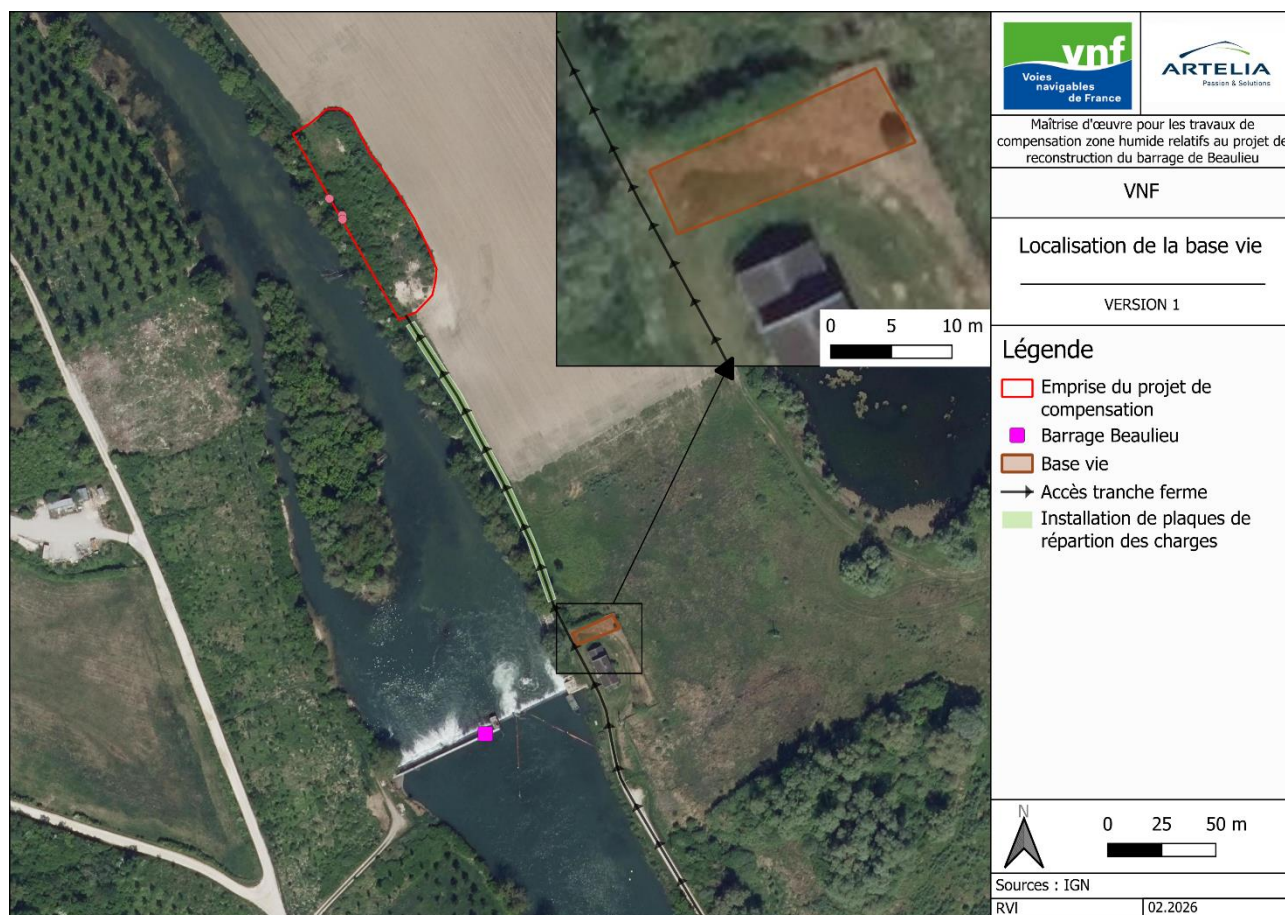 vnf
Voies
navigables
de France
ARTELIA
Passion & Solutions
Maîtrise d'œuvre pour les travaux de
compensation zone humide relatifs au projet de
reconstruction du barrage de Beaulieu
VNF
Localisation de la base vie
VERSION 1
Légende
Emprise du projet de
compensation
Barrage Beaulieu
Base vie
Accès tranche ferme
Installation de plaques de
répartion des charges
0 5 10 m
N
0 25 50 m
Sources : IGN
RVI 02.2026